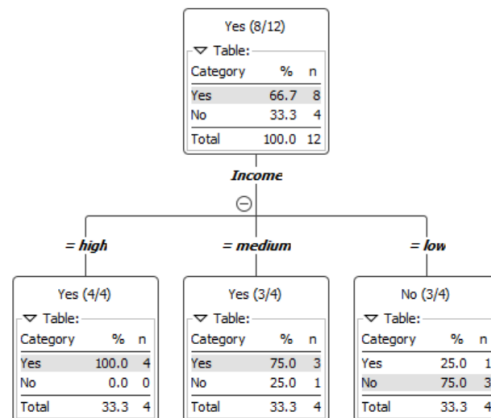 Yes (8/12)
Table:
Category % n
Yes 66.7 8
No 33.3 4
Total 100.0 12
Income
= high
= medium
= low
Yes (4/4)
Table:
Category % n
Yes 100.0 4
No 0.0 0
Total 33.3 4
Yes (3/4)
Table:
Category % n
Yes 75.0 3
No 25.0 1
Total 33.3 4
No (3/4)
Table:
Category % n
Yes 25.0 1
No 75.0 3
Total 33.3 4